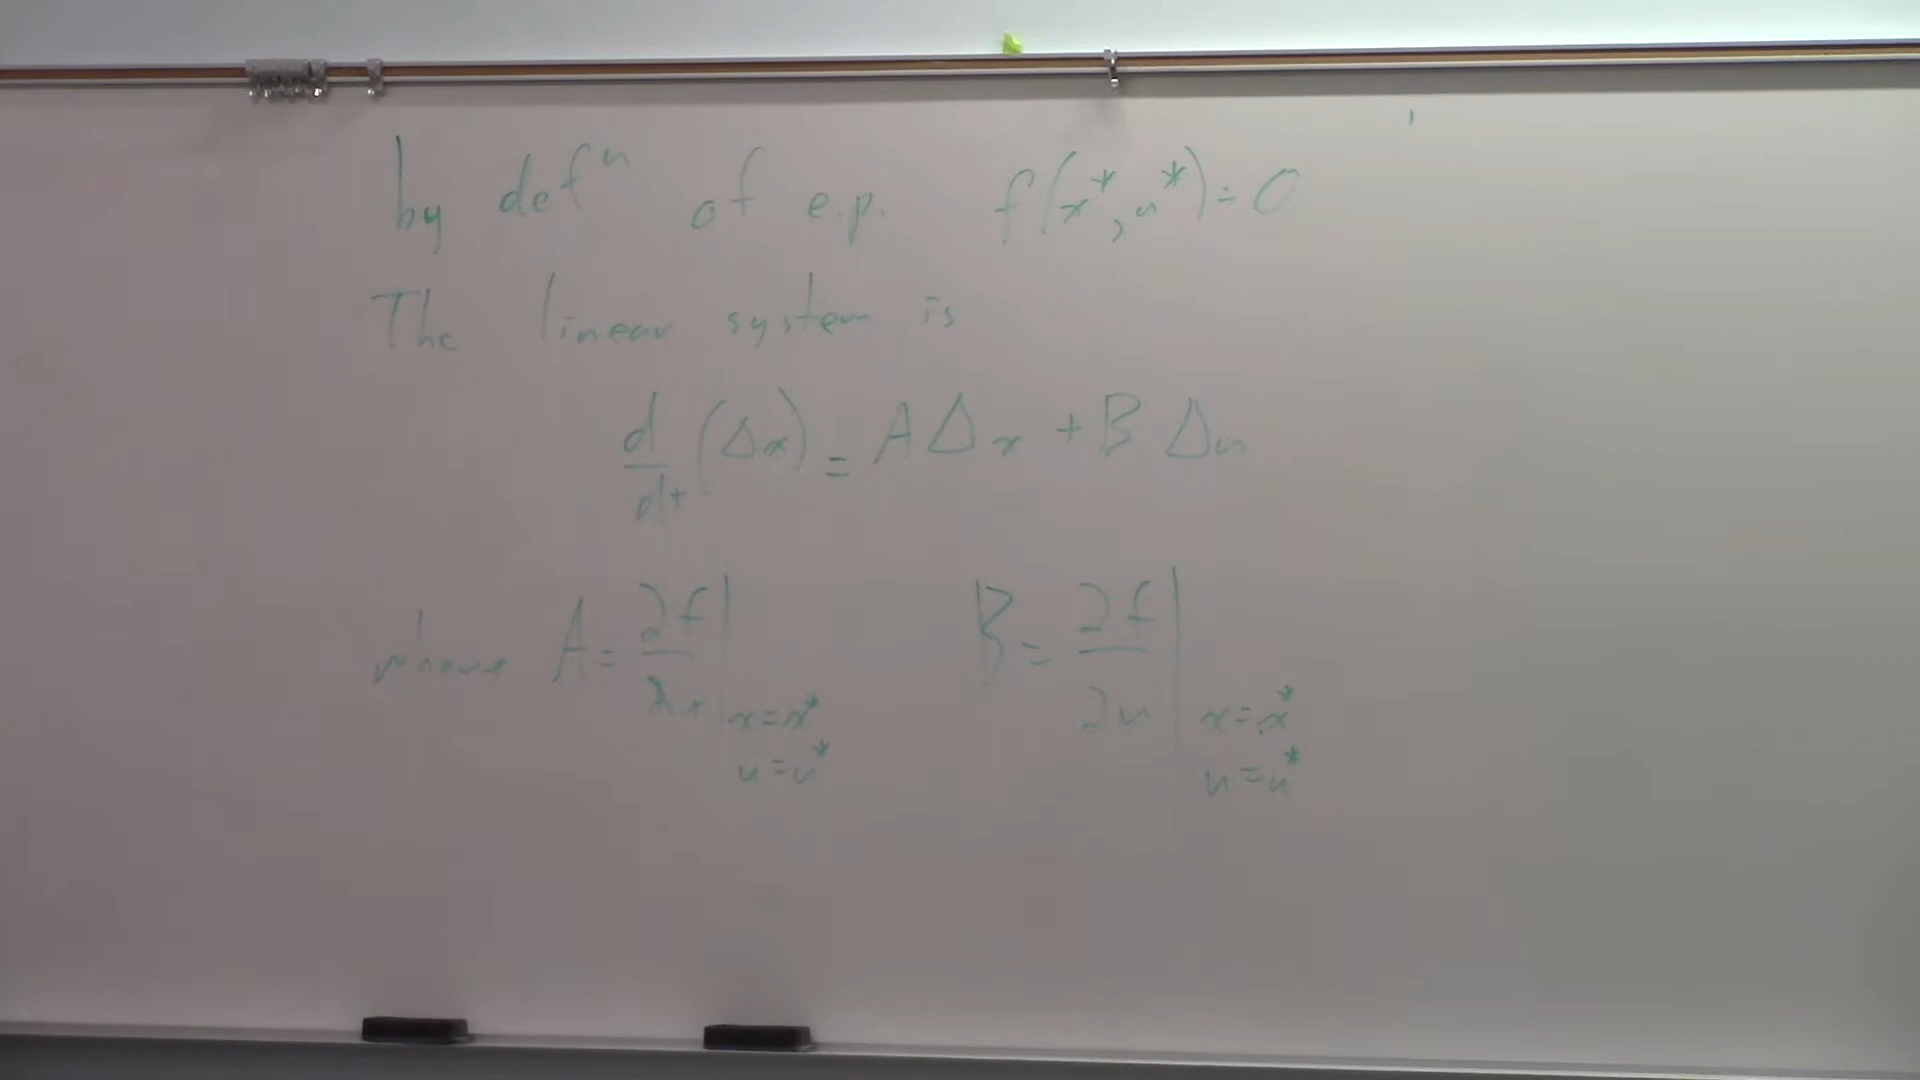 by defⁿ of e.p. f(x*, u*) = 0
The linear system is
d/dt (Δx) = A Δx + B Δu
where A = ∂f/∂x | x=x* u=u* B = ∂f/∂u | x=x* u=u*